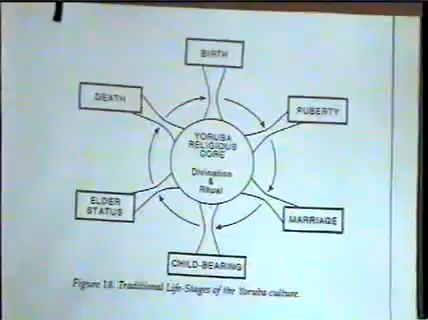 BIRTH
DEATH
PUBERTY
YORUBA
RELIGIOUS
CORE
Divination
&
Ritual
ELDER
STATUS
MARRIAGE
CHILD-BEARING
Figure 18. Traditional Life-Stages of the Yoruba culture.